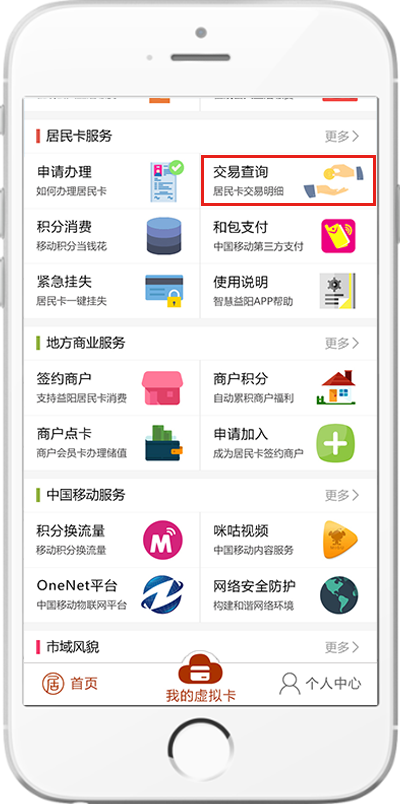 居民卡服务 更多
申请办理 交易查询
如何办理居民卡 居民卡交易明细
积分消费 和包支付
移动积分当钱花 中国移动第三方支付
紧急挂失 使用说明
居民卡一键挂失 智慧益阳APP帮助
地方商业服务 更多
签约商户 商户积分
支持益阳居民卡消费 自动累积商户福利
商户点卡 申请加入
商户会员卡办理储值 成为居民卡签约商户
中国移动服务 更多
积分换流量 咪咕视频
移动积分换流量 中国移动内容服务
OneNet平台 网络安全防护
中国移动物联网平台 构建和谐网络环境
市域风貌 更多
居 首页 我的虚拟卡 个人中心